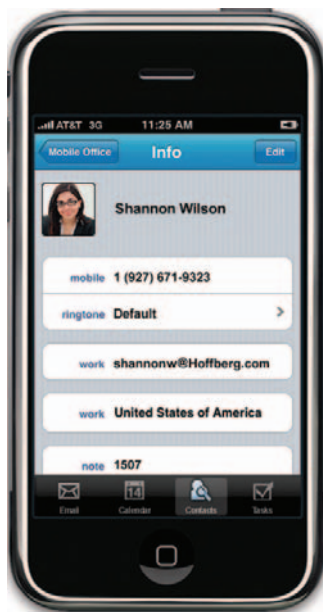 AT&T 3G 11:25 AM
Mobile Office Info Edit
Shannon Wilson
mobile 1 (927) 671-9323
ringtone Default
work shannonw@Hoffberg.com
work United States of America
note 1507
14
Email Calendar Contacts Tasks